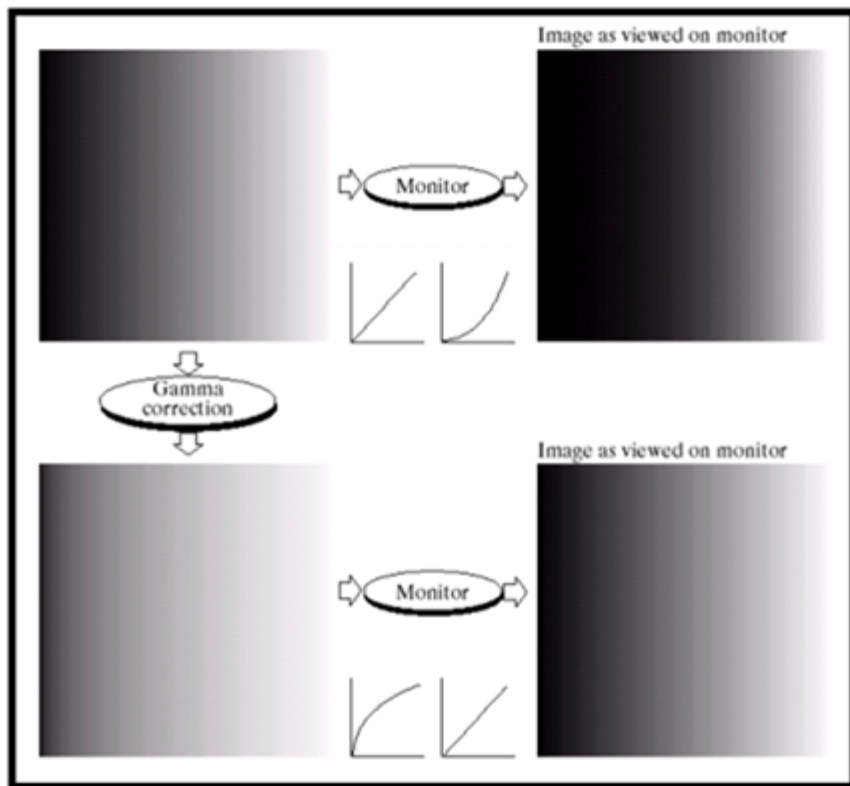 Image as viewed on monitor
Monitor
Gamma
correction
Image as viewed on monitor
Monitor